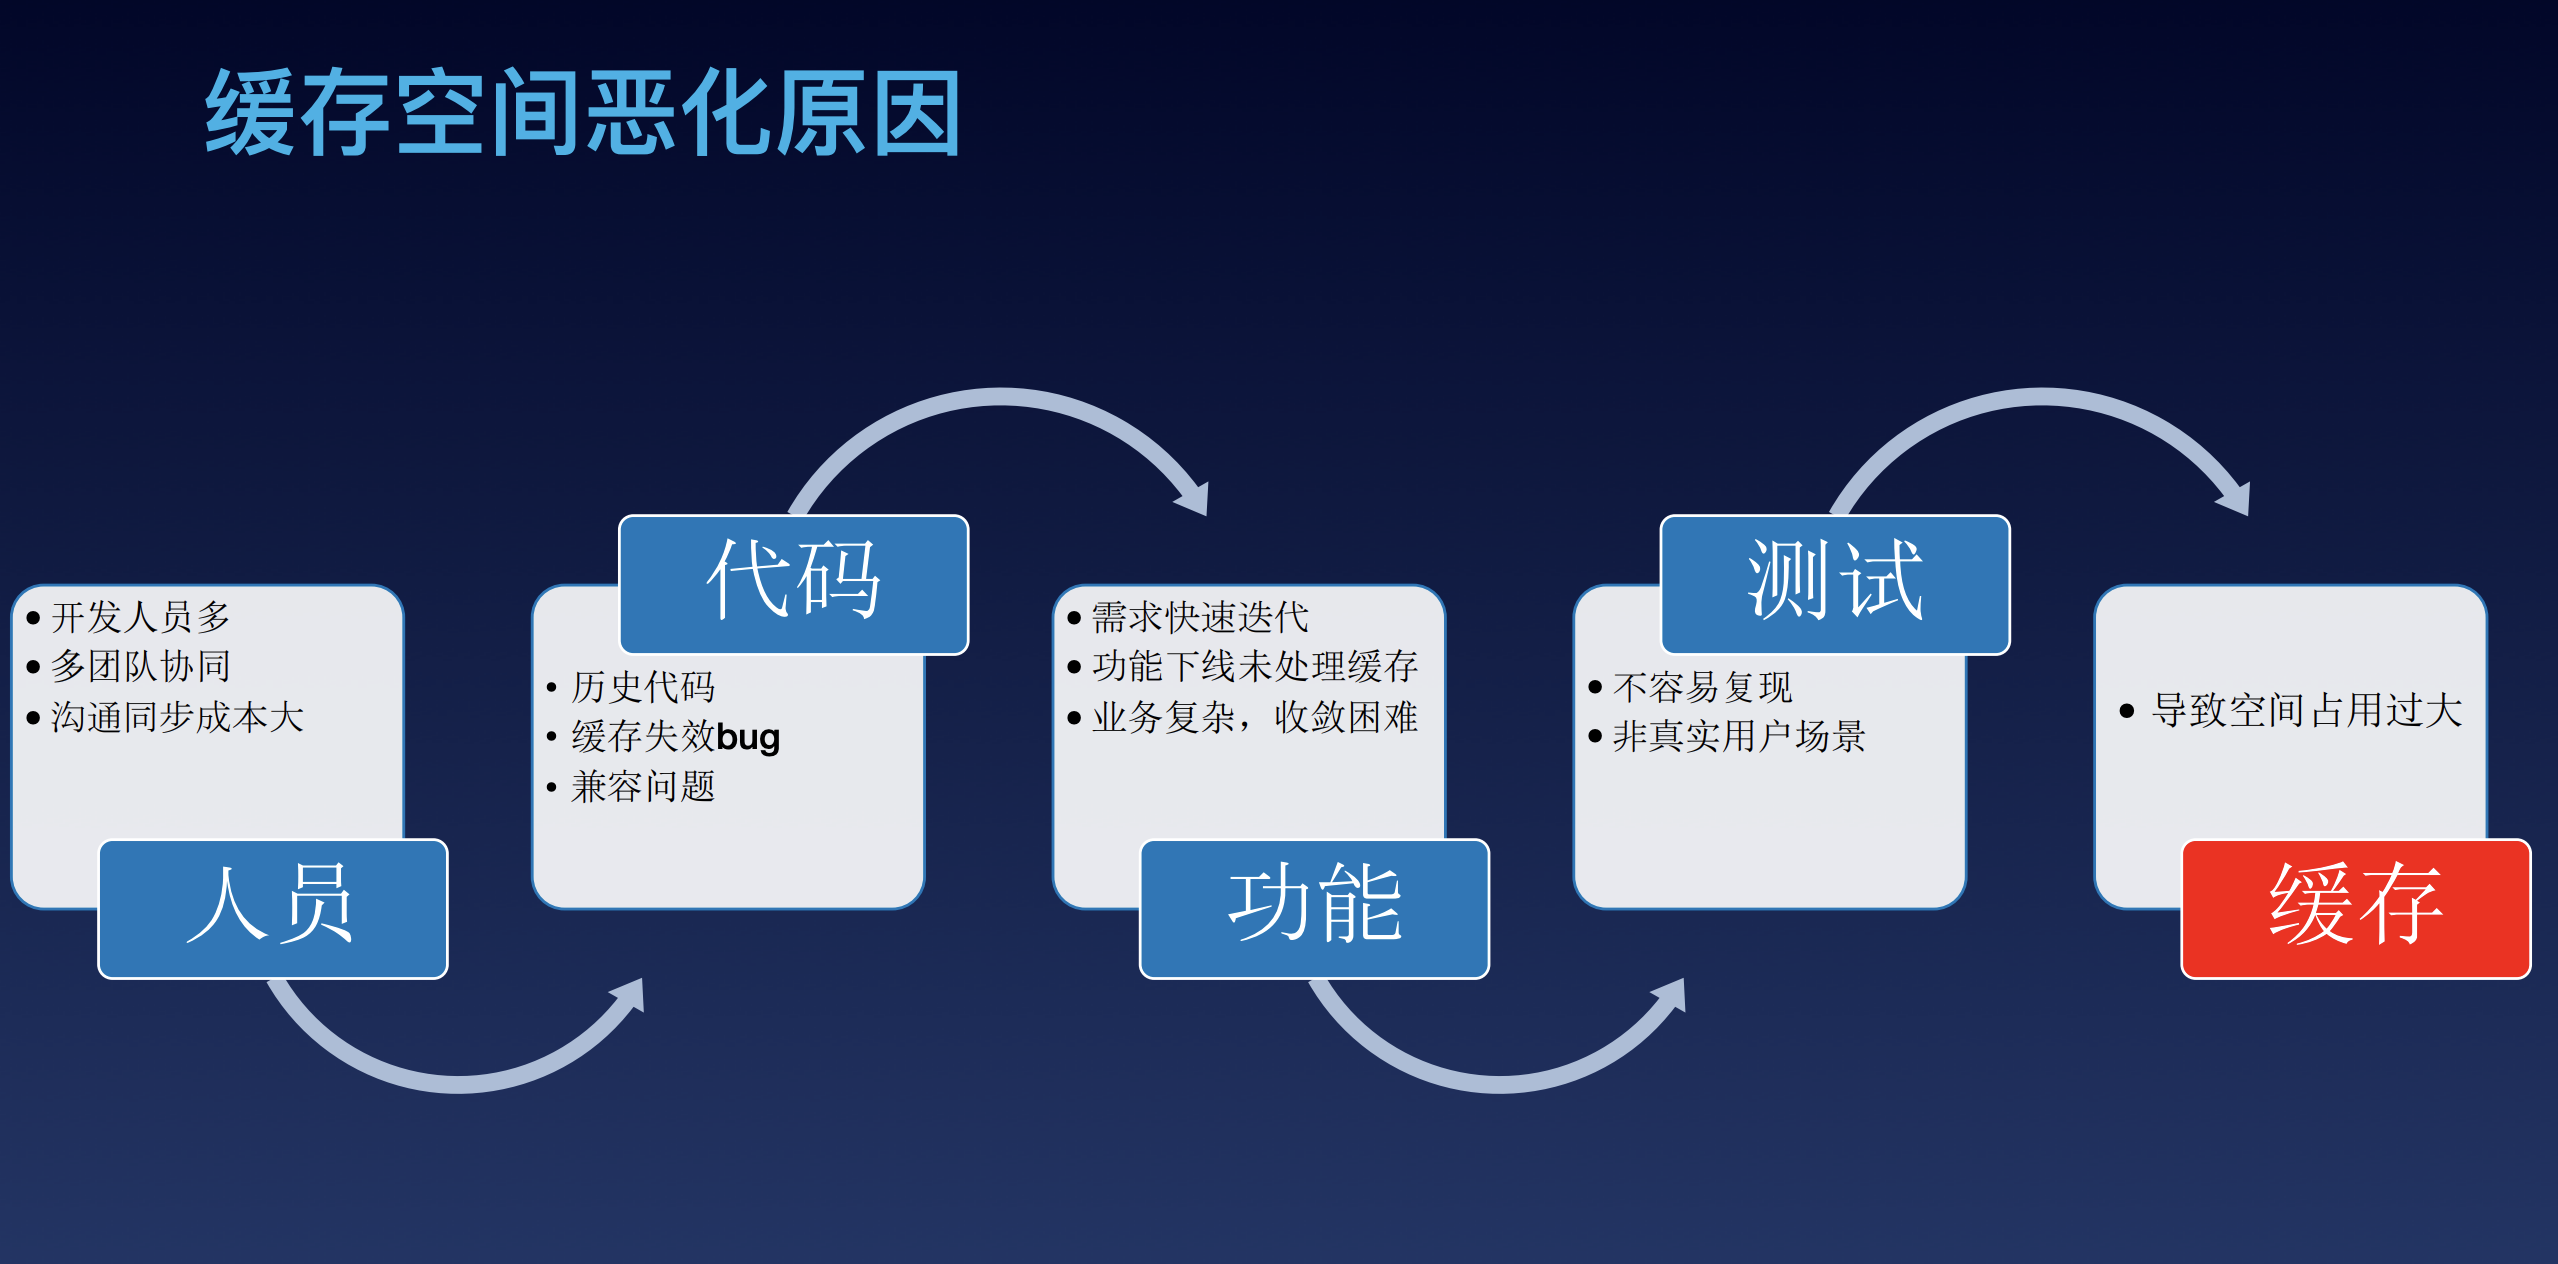 缓存空间恶化原因
• 开发人员多
• 多团队协同
• 沟通同步成本大
人员
代码
• 历史代码
• 缓存失效bug
• 兼容问题
• 需求快速迭代
• 功能下线未处理缓存
• 业务复杂，收敛困难
功能
测试
• 不容易复现
• 非真实用户场景
• 导致空间占用过大
缓存